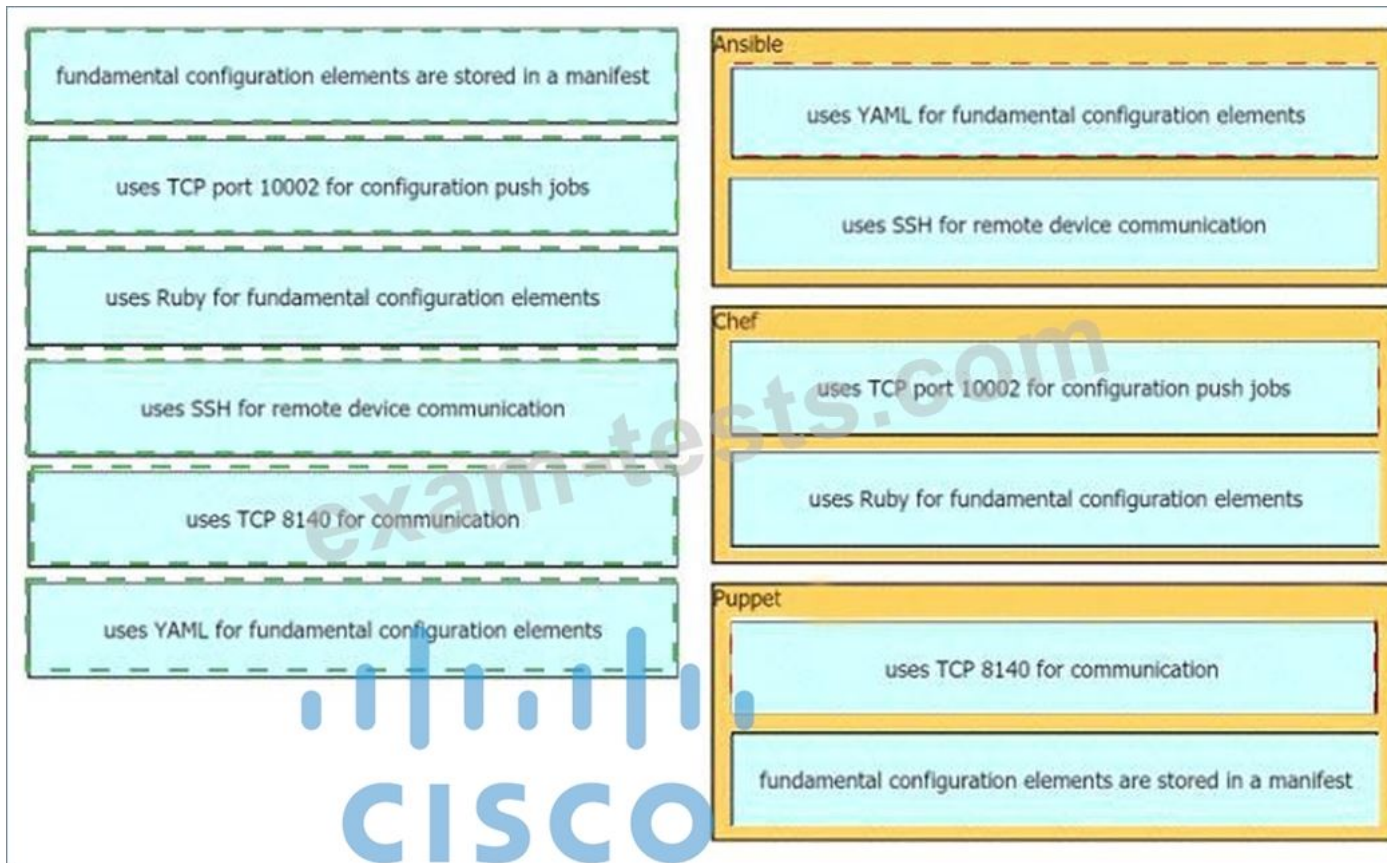 fundamental configuration elements are stored in a manifest
uses TCP port 10002 for configuration push jobs
uses Ruby for fundamental configuration elements
uses SSH for remote device communication
uses TCP 8140 for communication
uses YAML for fundamental configuration elements
Ansible
uses YAML for fundamental configuration elements
uses SSH for remote device communication
Chef
uses TCP port 10002 for configuration push jobs
uses Ruby for fundamental configuration elements
Puppet
uses TCP 8140 for communication
fundamental configuration elements are stored in a manifest
exam-tests.com
CISCO